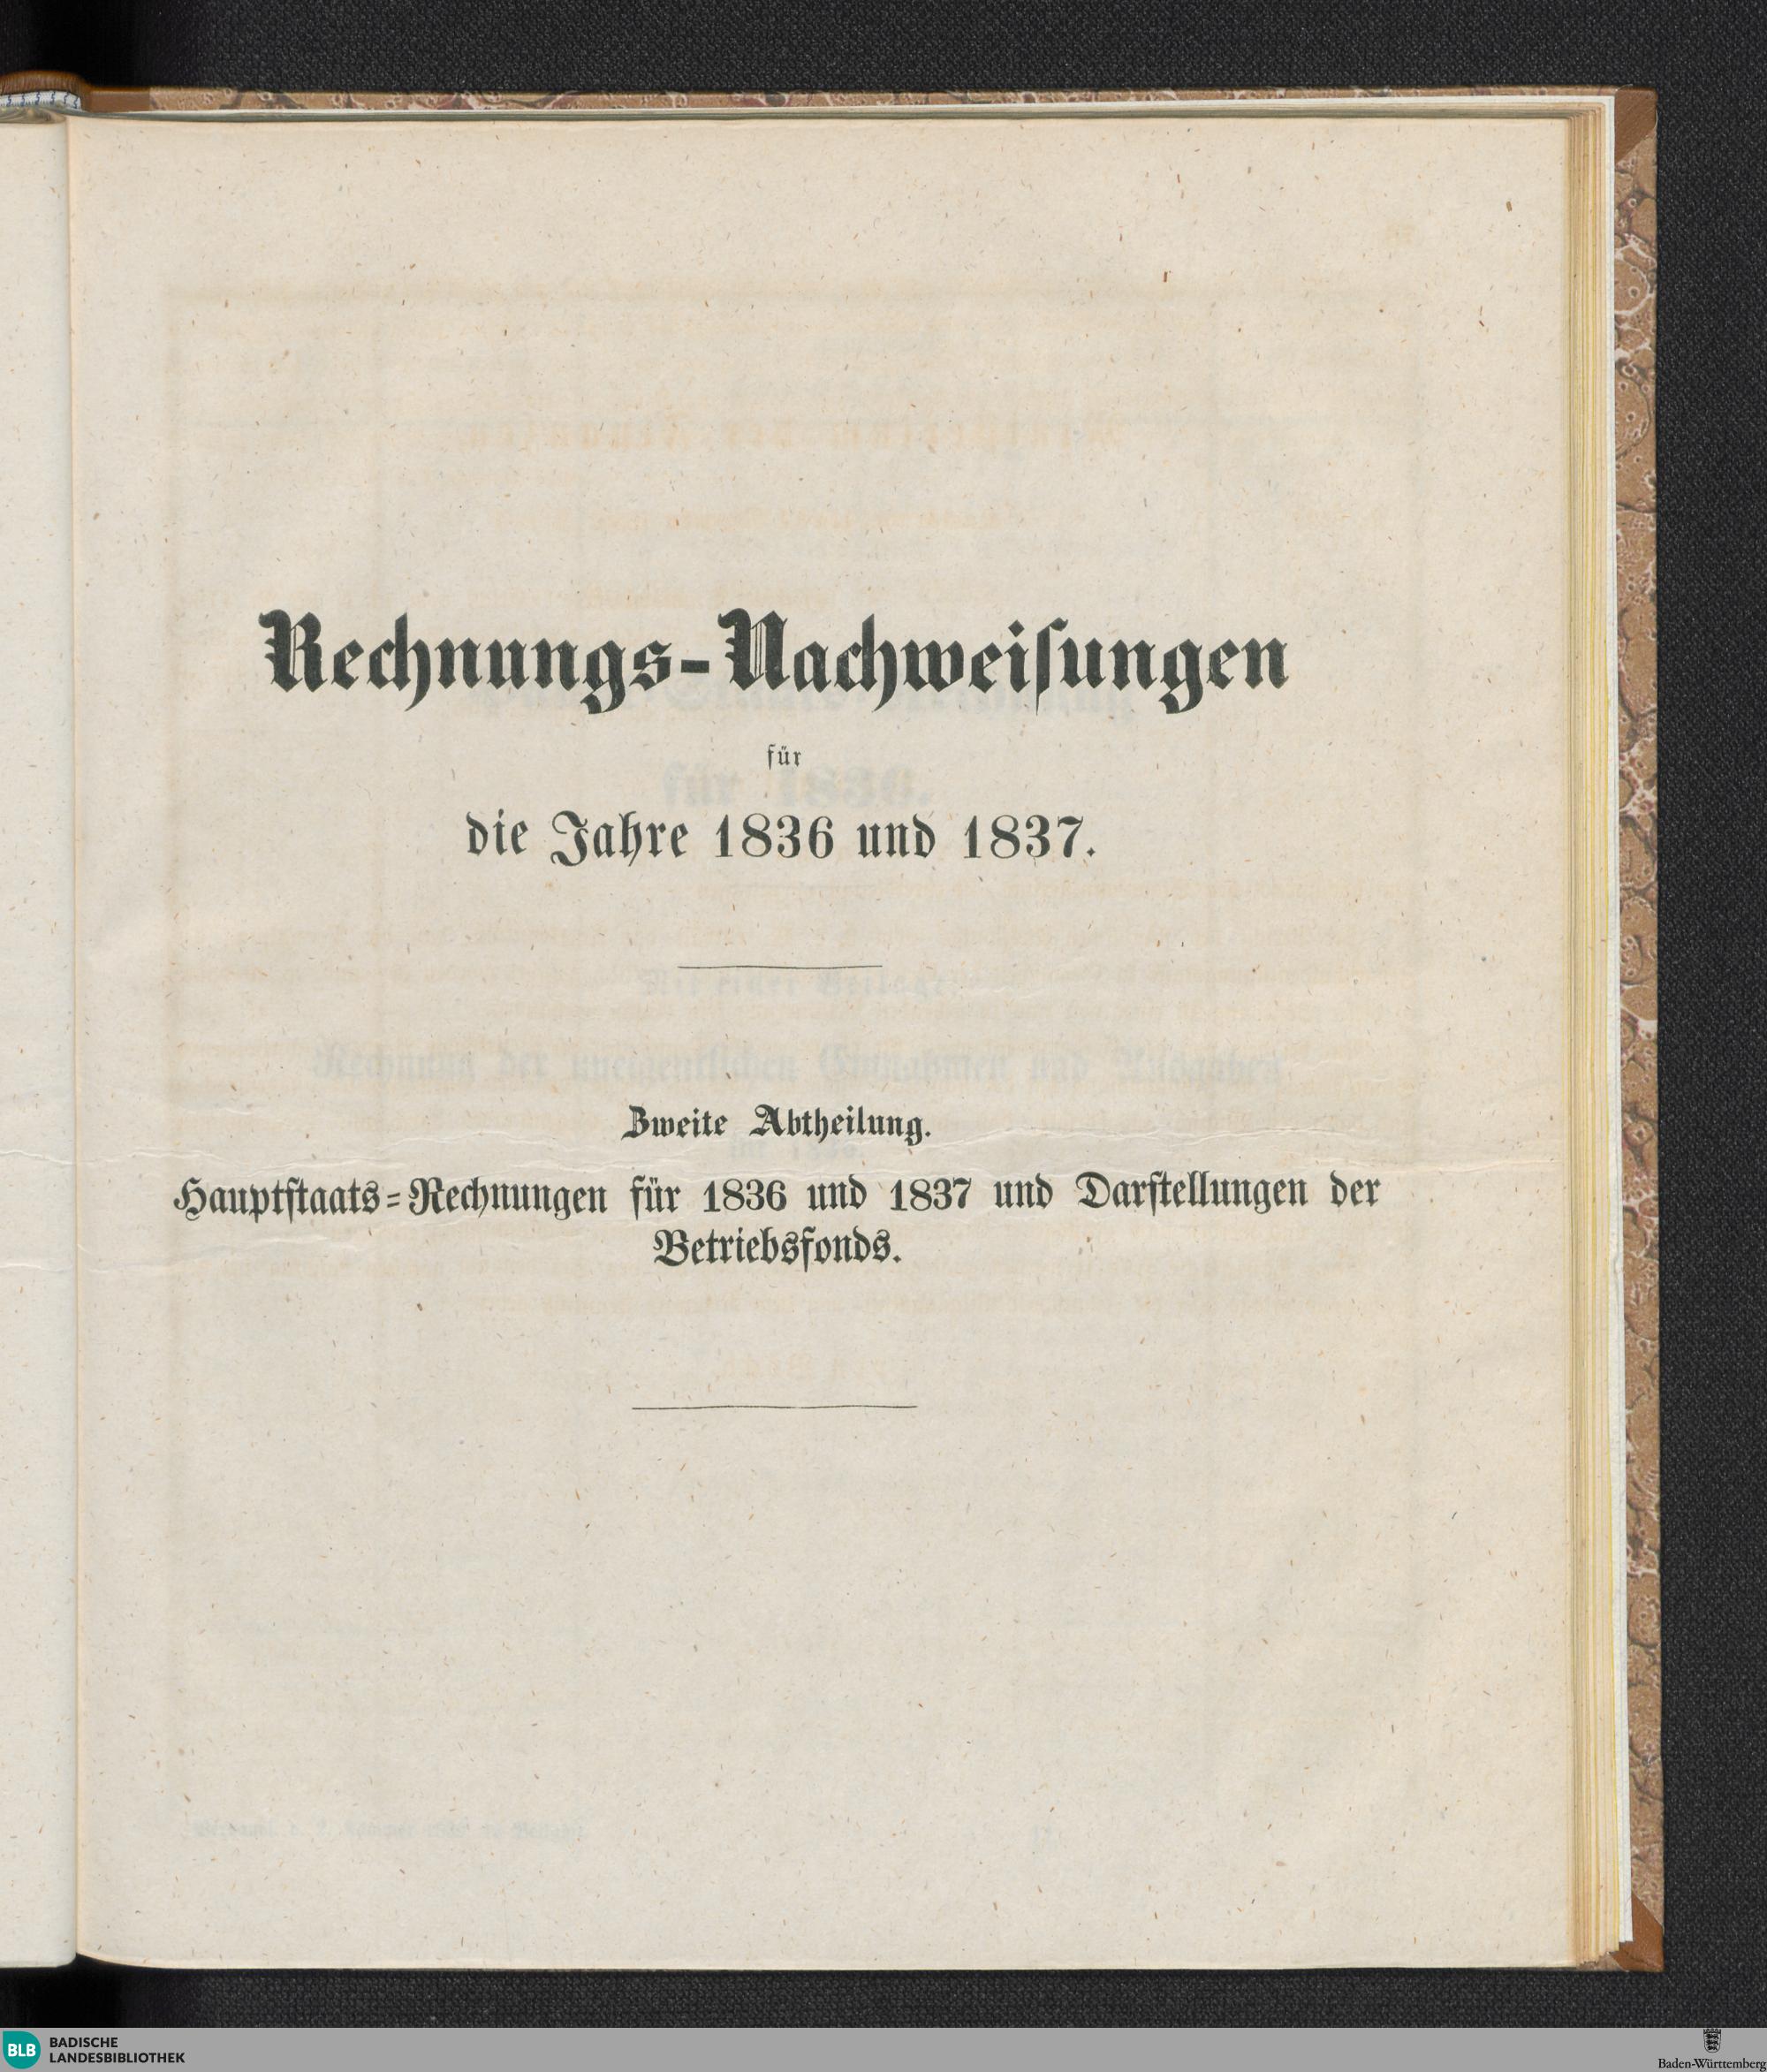 Rechnungs-Nachweiſungen
für
die Jahre 1836 und 1837.
Zweite Abtheilung.
Hauptſtaats-Rechnungen für 1836 und 1837 und Darſtellungen der
Betriebsfonds.
BLB BADISCHE
LANDESBIBLIOTHEK
Baden-Württemberg